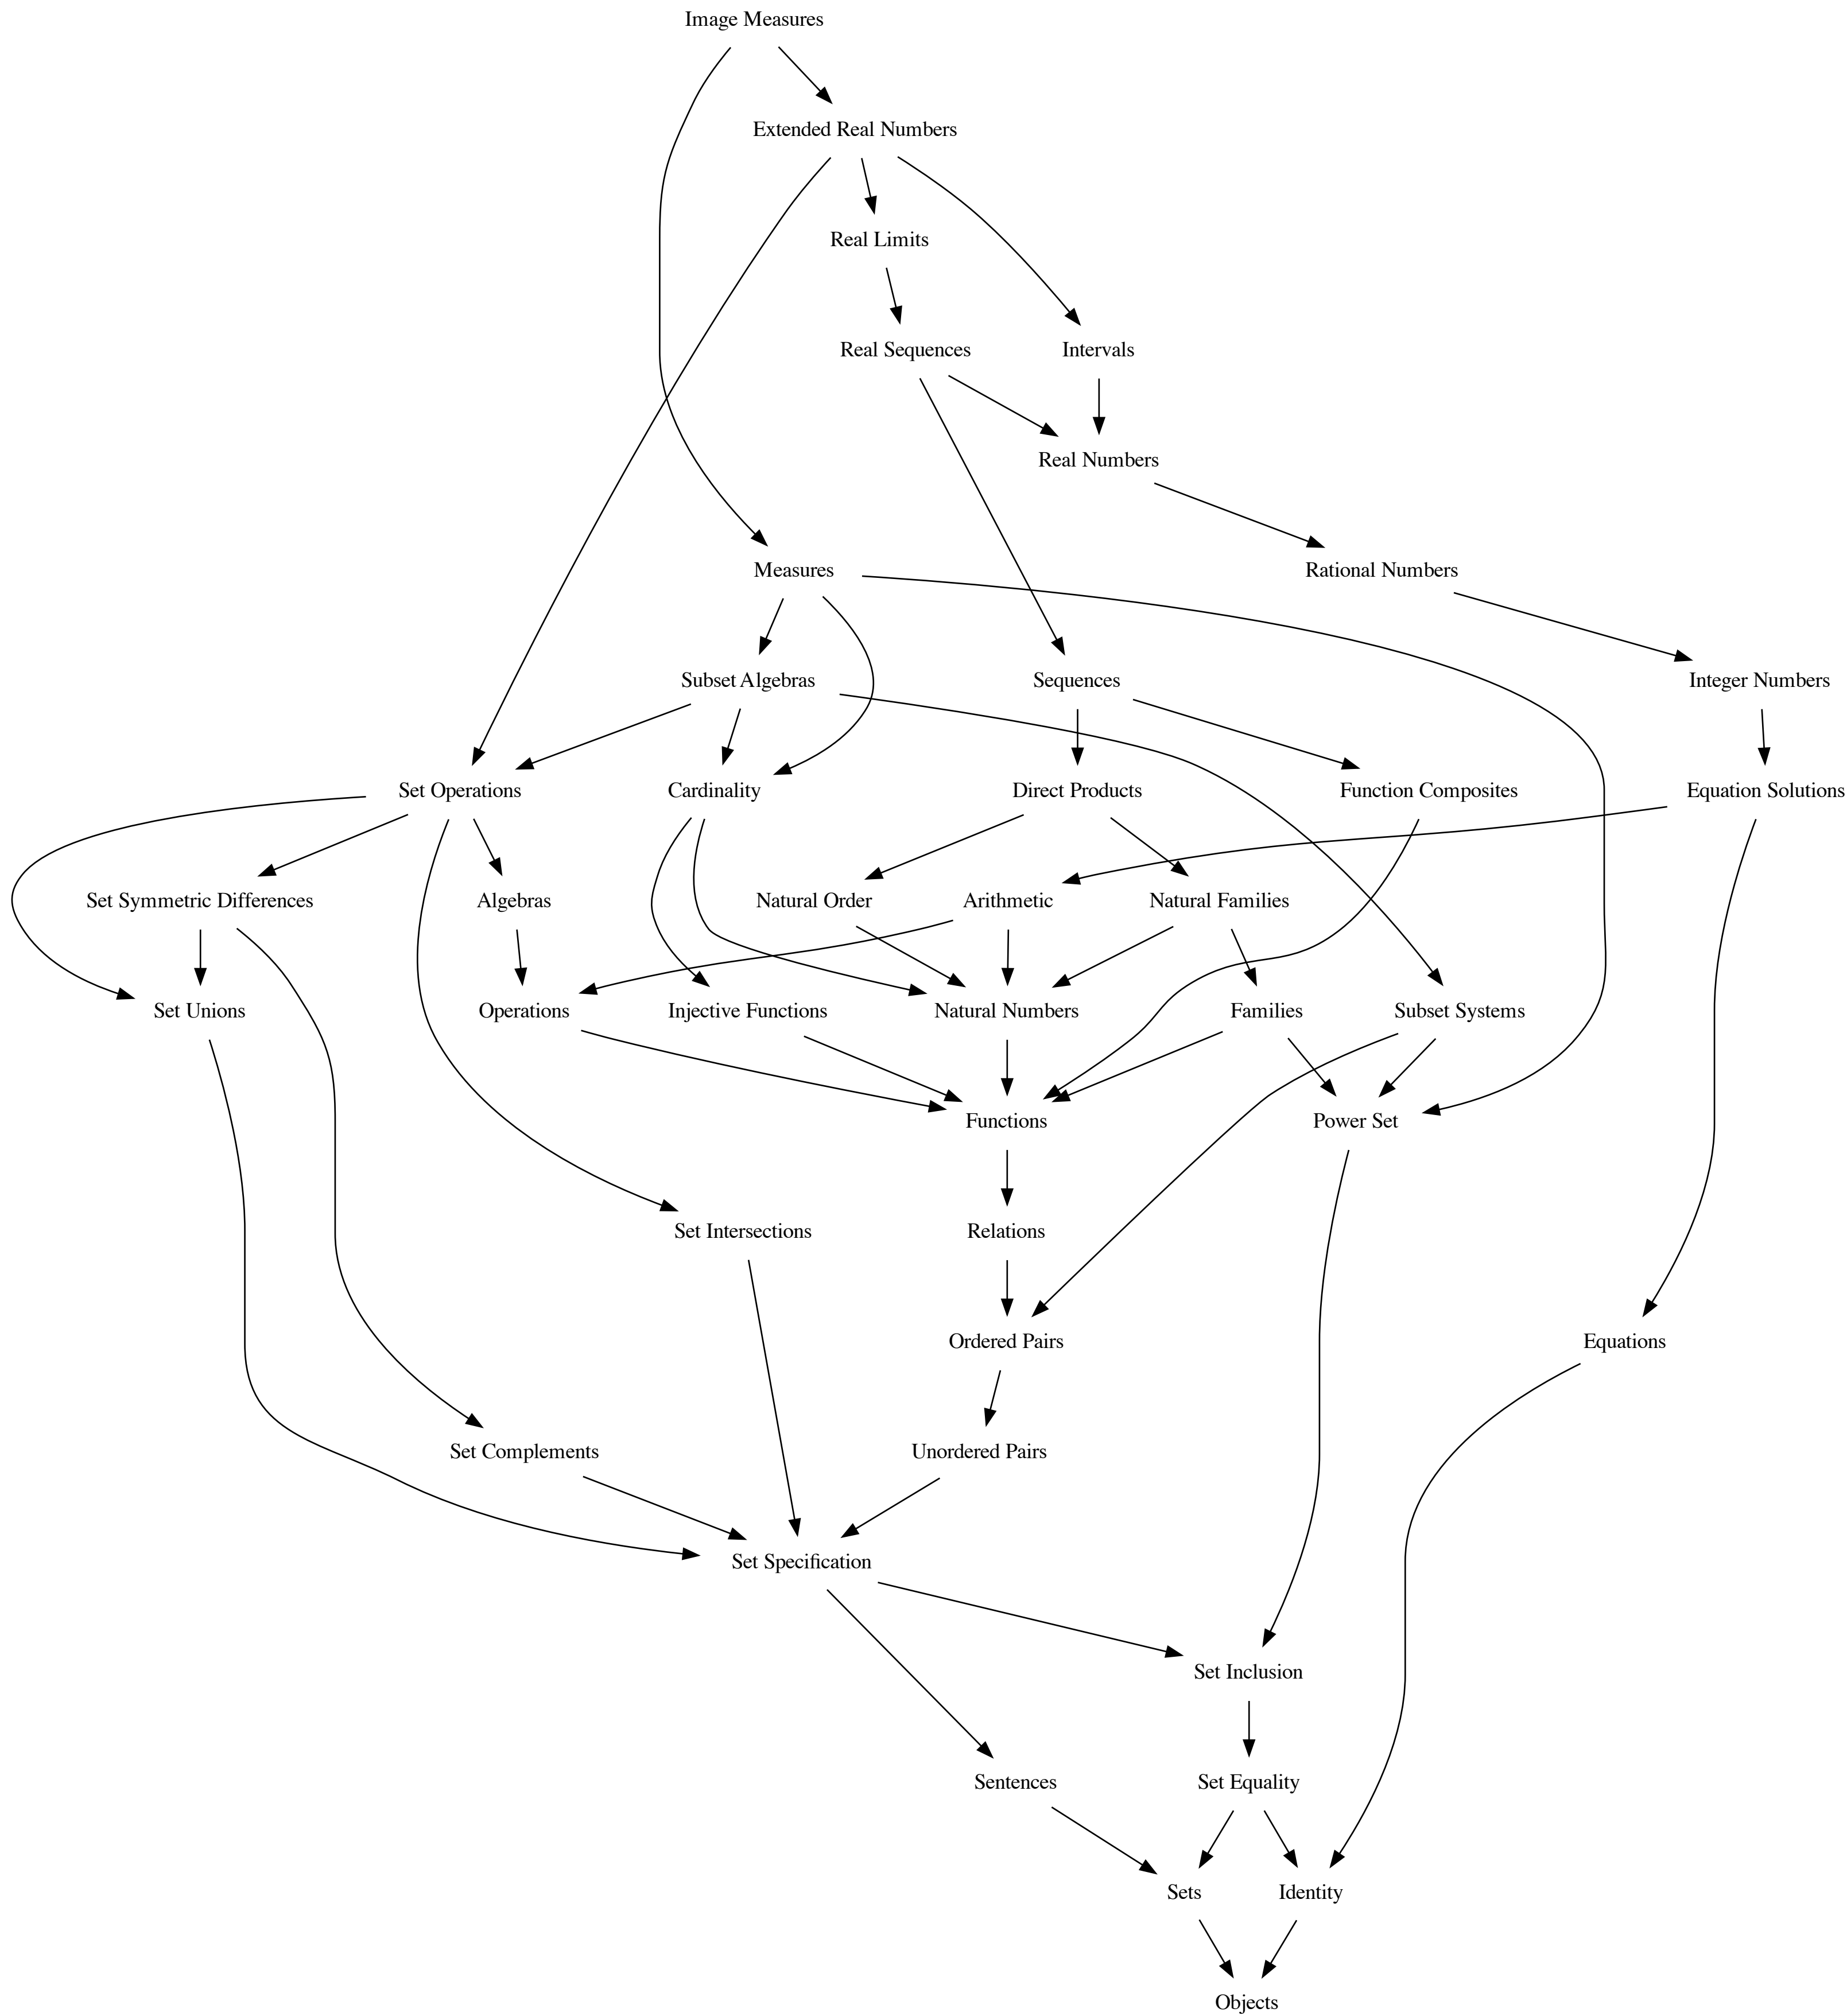 Image Measures
Extended Real Numbers
Real Limits
Real Sequences
Intervals
Real Numbers
Measures
Rational Numbers
Subset Algebras
Sequences
Integer Numbers
Set Operations
Cardinality
Direct Products
Function Composites
Equation Solutions
Set Symmetric Differences
Algebras
Natural Order
Arithmetic
Natural Families
Set Unions
Operations
Injective Functions
Natural Numbers
Families
Subset Systems
Functions
Power Set
Set Intersections
Relations
Ordered Pairs
Equations
Set Complements
Unordered Pairs
Set Specification
Set Inclusion
Sentences
Set Equality
Sets
Identity
Objects